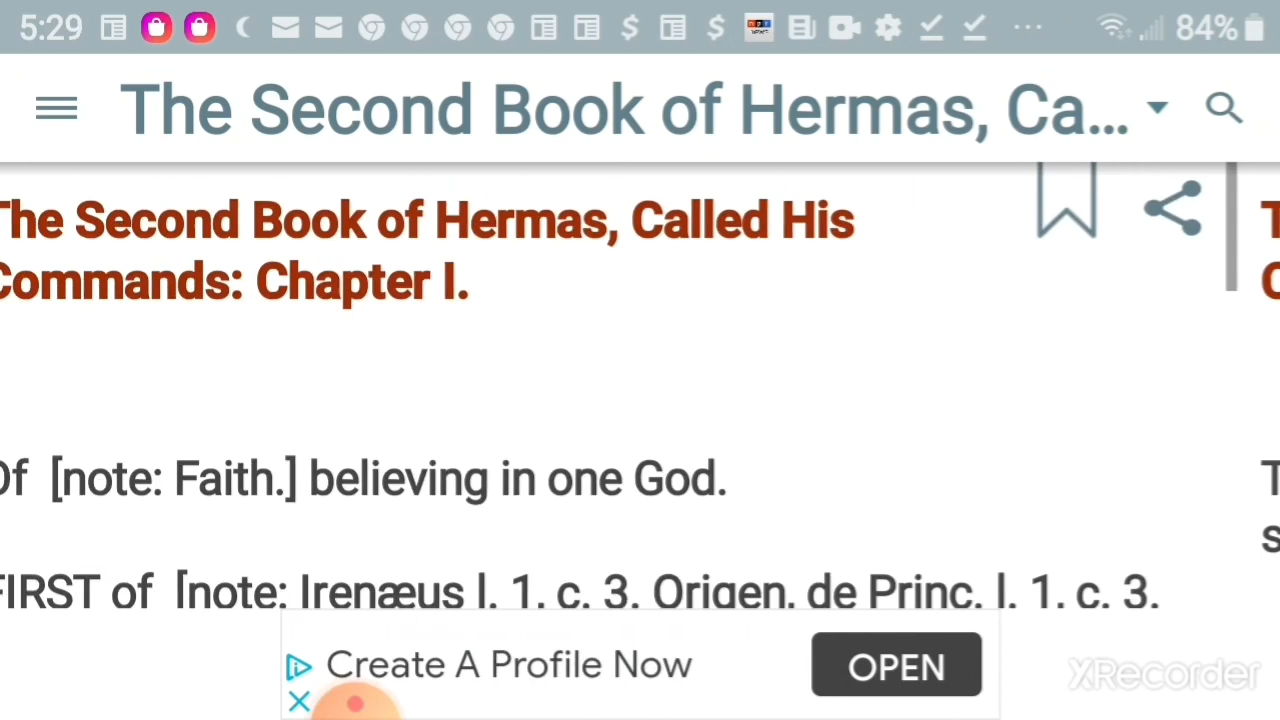 5:29 84%
The Second Book of Hermas, Ca...
The Second Book of Hermas, Called His
Commands: Chapter I.
Of [note: Faith.] believing in one God.
FIRST of [note: Irenæus l. 1. c. 3. Origen. de Princ. l. 1. c. 3.
Create A Profile Now
OPEN
XRecorder